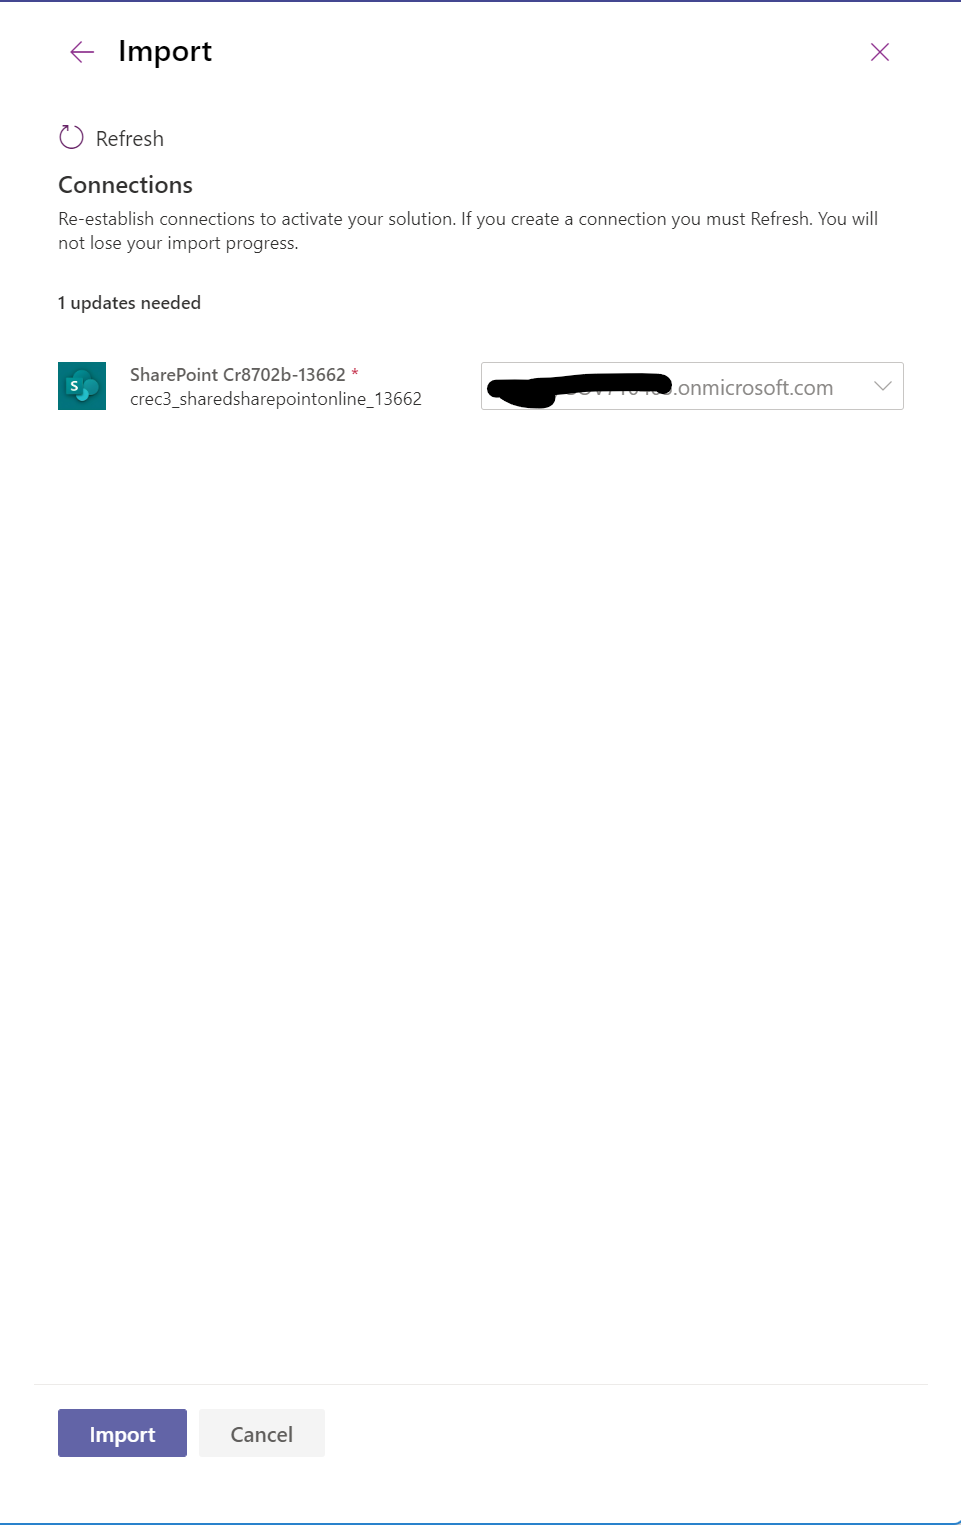 Import
Refresh
Connections
Re-establish connections to activate your solution. If you create a connection you must Refresh. You will
not lose your import progress.
1 updates needed
S
SharePoint Cr8702b-13662 *
crec3_sharedsharepointonline_13662
.onmicrosoft.com
Import
Cancel